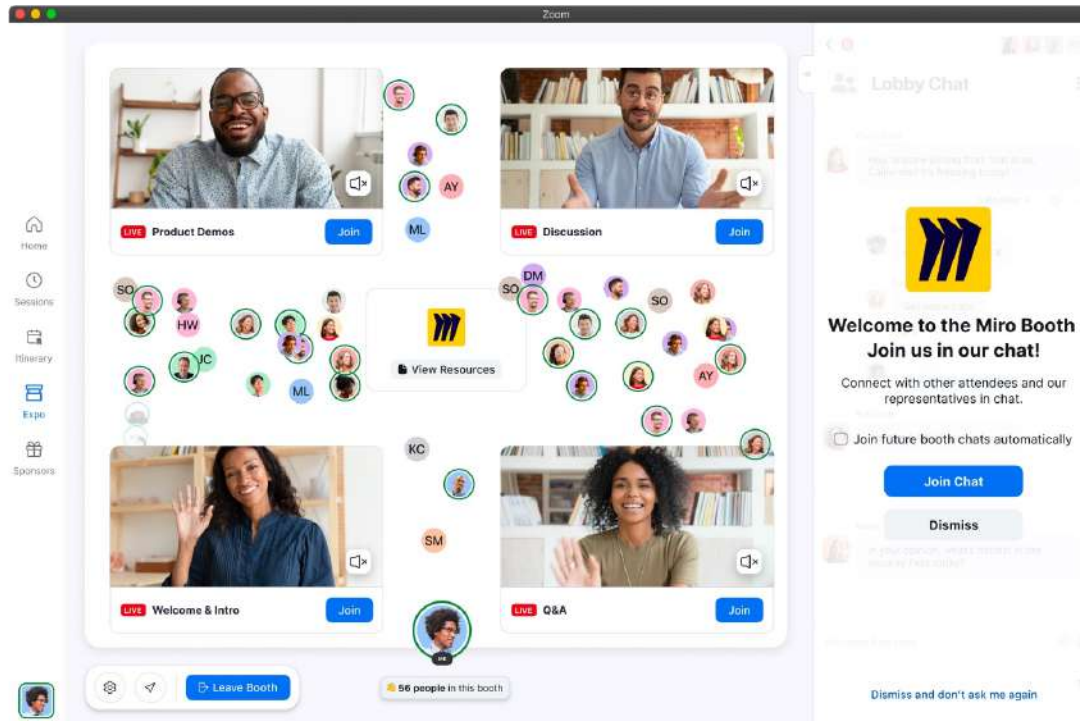 Zoom
Home
Sessions
Itinerary
Expo
Sponsors
LIVE Product Demos
Join
LIVE Discussion
Join
AY
ML
SO
HW
JC
ML
SO
DM
SO
AY
View Resources
KC
SM
LIVE Welcome & Intro
Join
LIVE Q&A
Join
ME
Leave Booth
56 people in this booth
Lobby Chat
Welcome to the Miro Booth
Join us in our chat!
Connect with other attendees and our
representatives in chat.
Join future booth chats automatically
Join Chat
Dismiss
Dismiss and don't ask me again